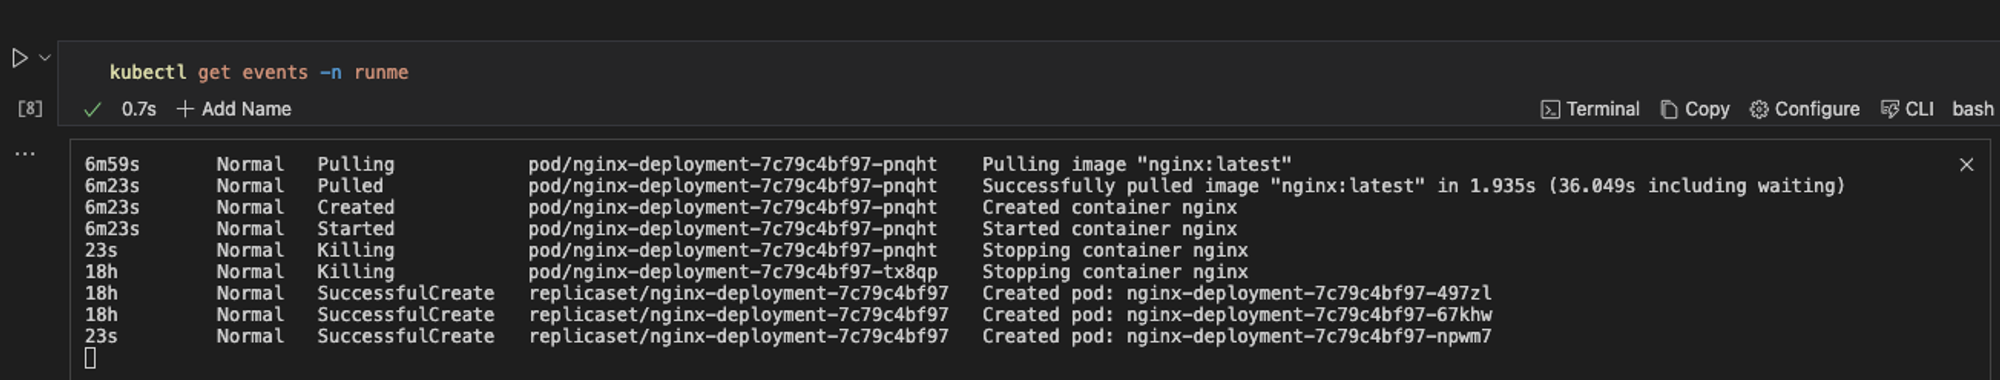 kubectl get events -n runme
[8] 0.7s Add Name Terminal Copy Configure CLI bash
6m59s Normal Pulling pod/nginx-deployment-7c79c4bf97-pnqht Pulling image "nginx:latest"
6m23s Normal Pulled pod/nginx-deployment-7c79c4bf97-pnqht Successfully pulled image "nginx:latest" in 1.935s (36.049s including waiting)
6m23s Normal Created pod/nginx-deployment-7c79c4bf97-pnqht Created container nginx
6m23s Normal Started pod/nginx-deployment-7c79c4bf97-pnqht Started container nginx
23s Normal Killing pod/nginx-deployment-7c79c4bf97-pnqht Stopping container nginx
18h Normal Killing pod/nginx-deployment-7c79c4bf97-tx8qp Stopping container nginx
18h Normal SuccessfulCreate replicaset/nginx-deployment-7c79c4bf97 Created pod: nginx-deployment-7c79c4bf97-497zl
18h Normal SuccessfulCreate replicaset/nginx-deployment-7c79c4bf97 Created pod: nginx-deployment-7c79c4bf97-67khw
23s Normal SuccessfulCreate replicaset/nginx-deployment-7c79c4bf97 Created pod: nginx-deployment-7c79c4bf97-npwm7